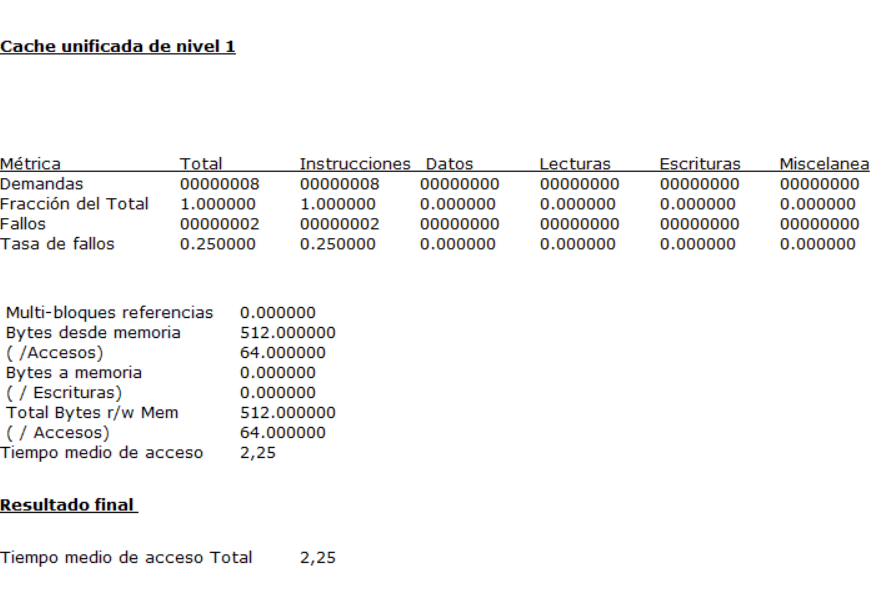 Cache unificada de nivel 1
Métrica Total Instrucciones Datos Lecturas Escrituras Miscelanea
Demandas 00000008 00000008 00000000 00000000 00000000 00000000
Fracción del Total 1.000000 1.000000 0.000000 0.000000 0.000000 0.000000
Fallos 00000002 00000002 00000000 00000000 00000000 00000000
Tasa de fallos 0.250000 0.250000 0.000000 0.000000 0.000000 0.000000
Multi-bloques referencias 0.000000
Bytes desde memoria 512.000000
( /Accesos) 64.000000
Bytes a memoria 0.000000
( / Escrituras) 0.000000
Total Bytes r/w Mem 512.000000
( / Accesos) 64.000000
Tiempo medio de acceso 2,25
Resultado final
Tiempo medio de acceso Total 2,25